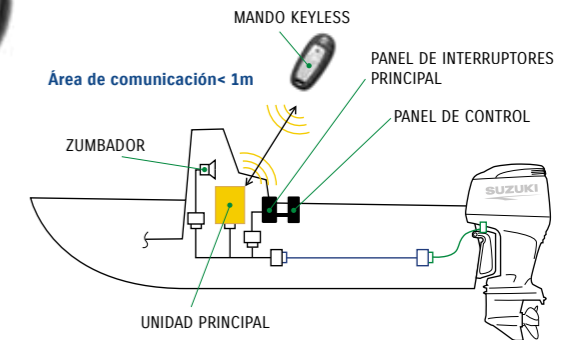 MANDO KEYLESS
PANEL DE INTERRUPTORES
PRINCIPAL
Área de comunicación< 1m
PANEL DE CONTROL
ZUMBADOR
SUZUKI
UNIDAD PRINCIPAL